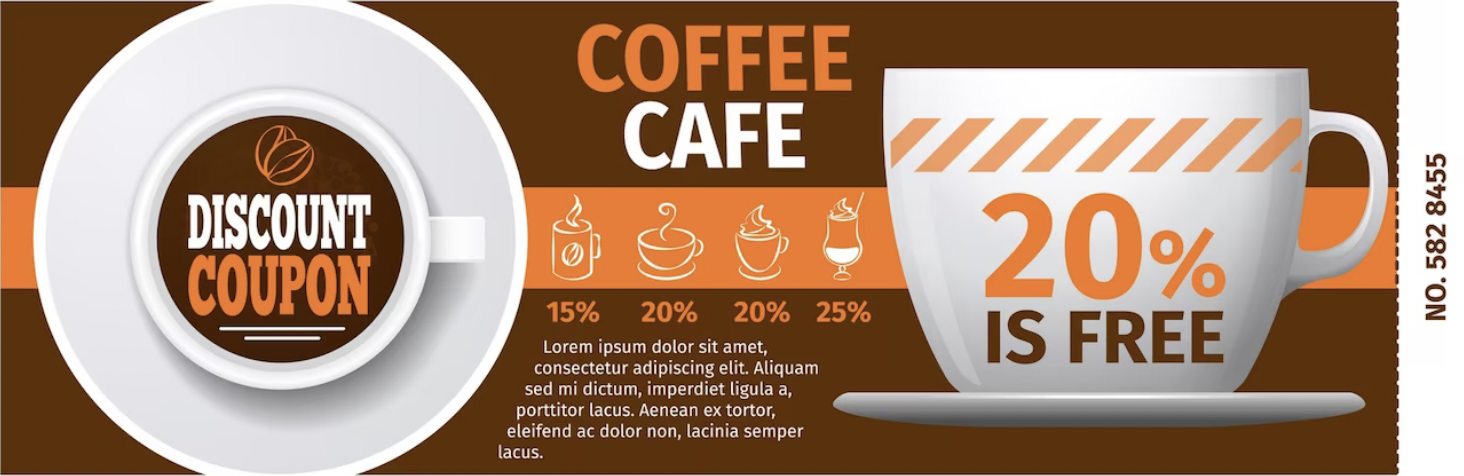 DISCOUNT
COUPON
COFFEE
CAFE
15% 20% 20% 25%
Lorem ipsum dolor sit amet,
consectetur adipiscing elit. Aliquam
sed mi dictum, imperdiet ligula a,
porttitor lacus. Aenean ex tortor,
eleifend ac dolor non, lacinia semper
lacus.
20%
IS FREE
NO. 582 8455